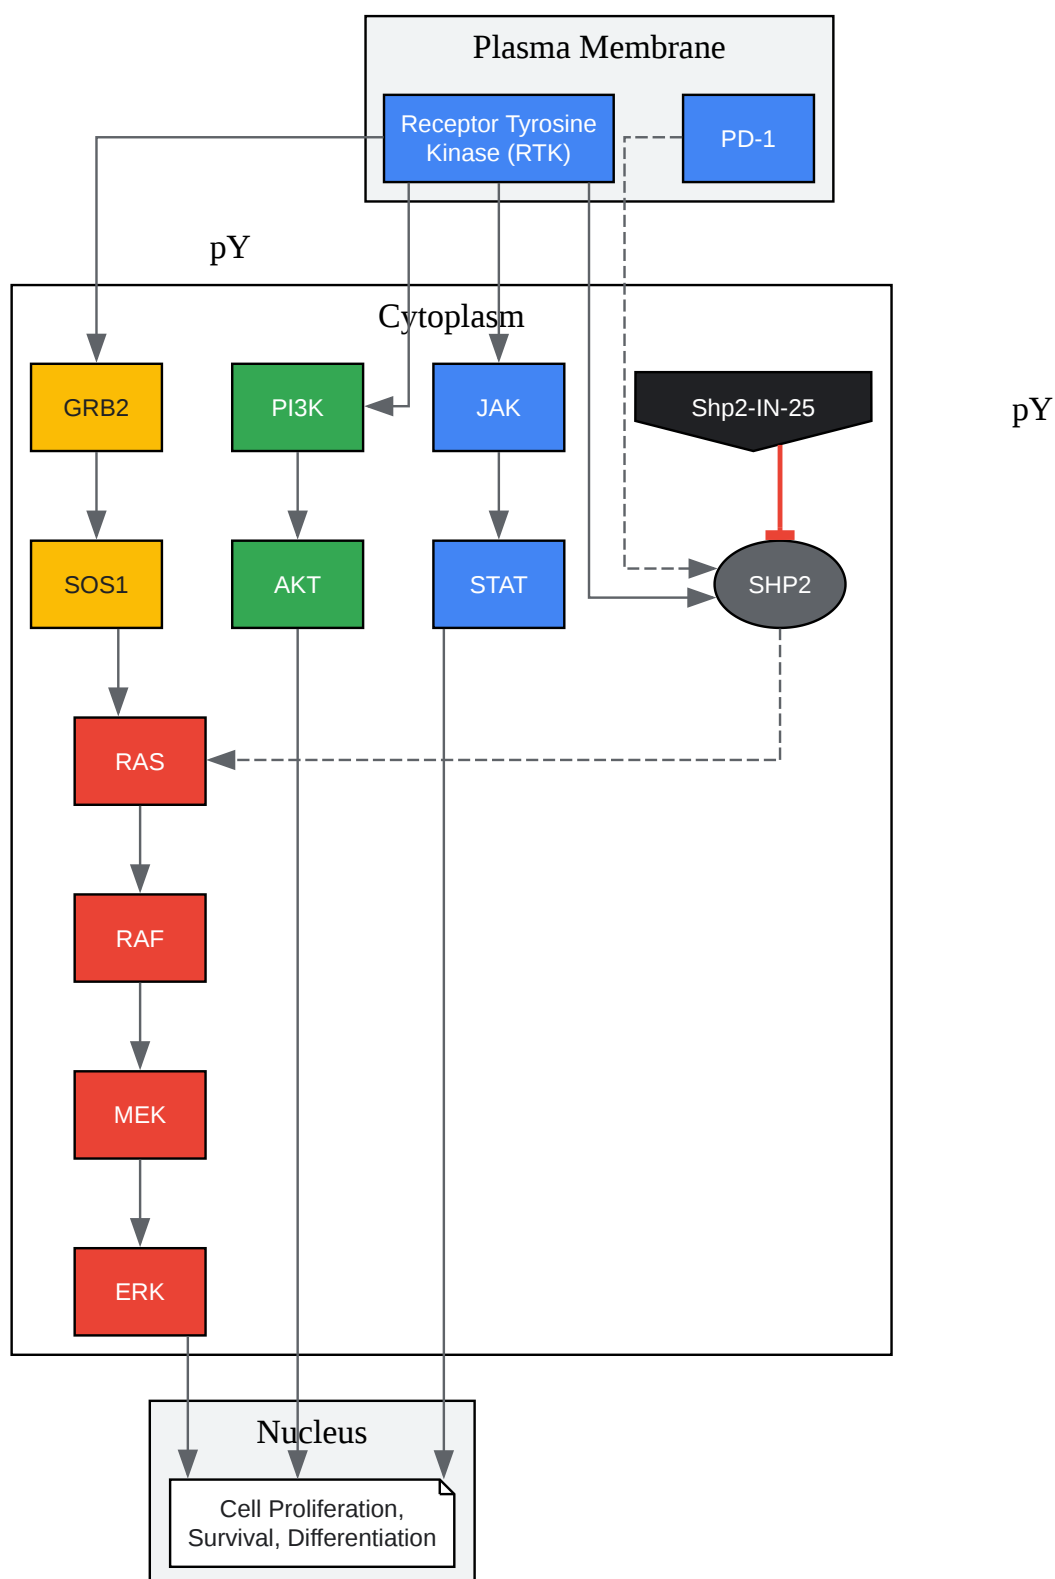 Plasma Membrane
Receptor Tyrosine
Kinase (RTK)
PD-1
pY
Cytoplasm
GRB2
PI3K
JAK
Shp2-IN-25
pY
SOS1
AKT
STAT
SHP2
RAS
RAF
MEK
ERK
Nucleus
Cell Proliferation,
Survival, Differentiation